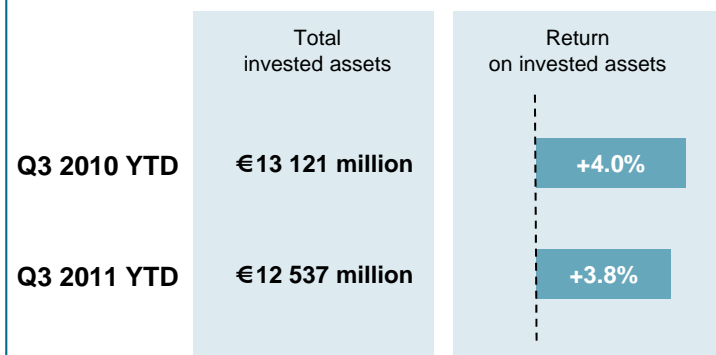 Total
invested assets
Return
on invested assets
Q3 2010 YTD
€13 121 million
+4.0%
Q3 2011 YTD
€12 537 million
+3.8%